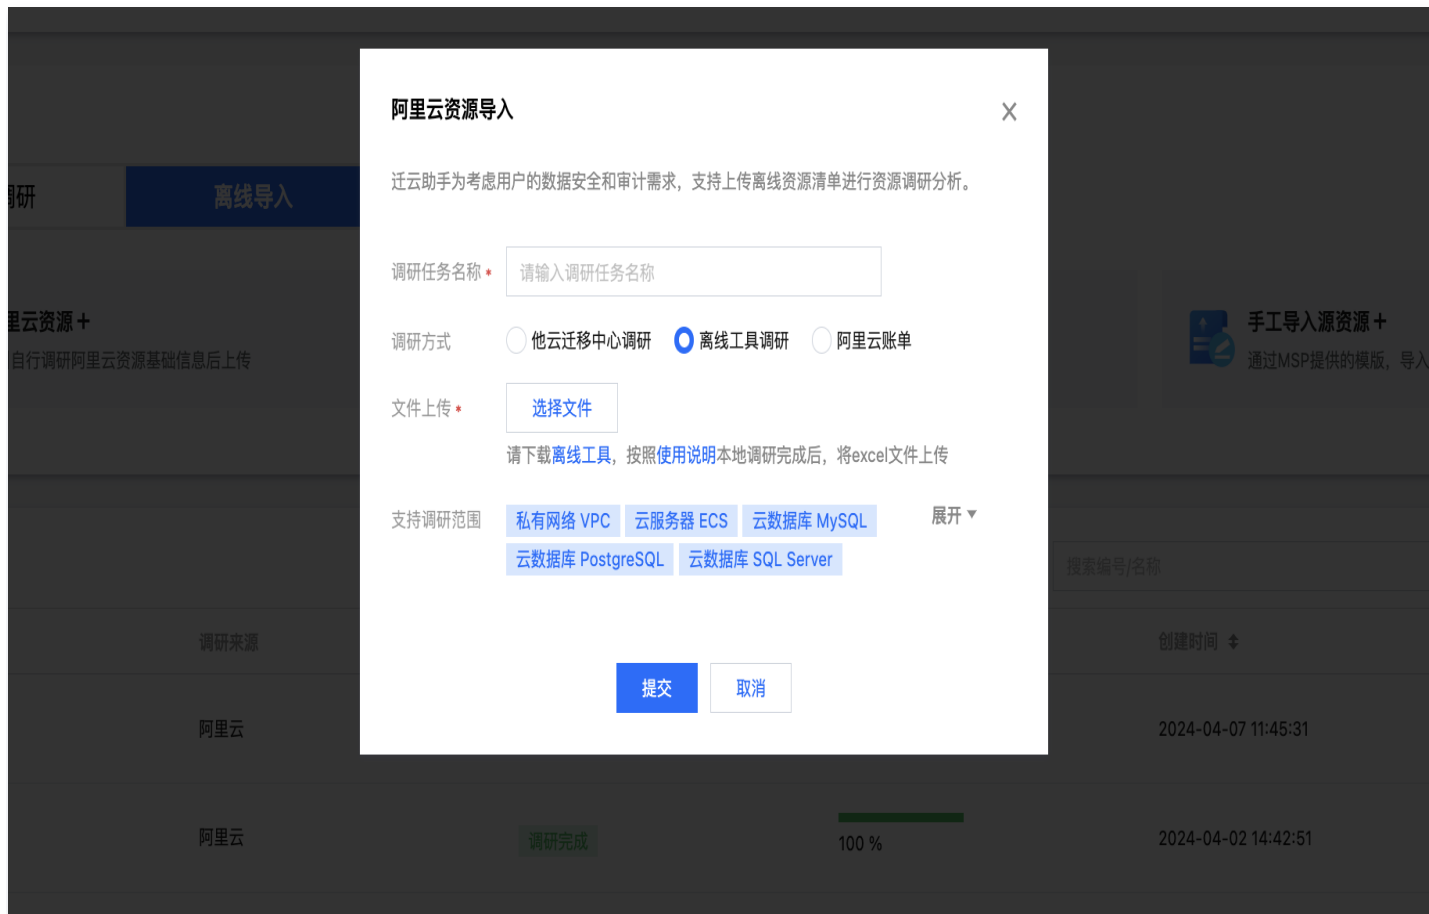 阿里云资源导入
迁云助手为考虑用户的数据安全和审计需求，支持上传离线资源清单进行资源调研分析。
调研任务名称 * 请输入调研任务名称
调研方式 他云迁移中心调研 离线工具调研 阿里云账单
文件上传 * 选择文件
请下载离线工具，按照使用说明本地调研完成后，将excel文件上传
支持调研范围 私有网络 VPC 云服务器 ECS 云数据库 MySQL 展开
云数据库 PostgreSQL 云数据库 SQL Server
提交 取消
调研 离线导入
里云资源+
自行调研阿里云资源基础信息后上传
手工导入源资源+
通过MSP提供的模版，导入
搜索编号/名称
调研来源 创建时间
阿里云 2024-04-07 11:45:31
阿里云 调研完成 100 % 2024-04-02 14:42:51